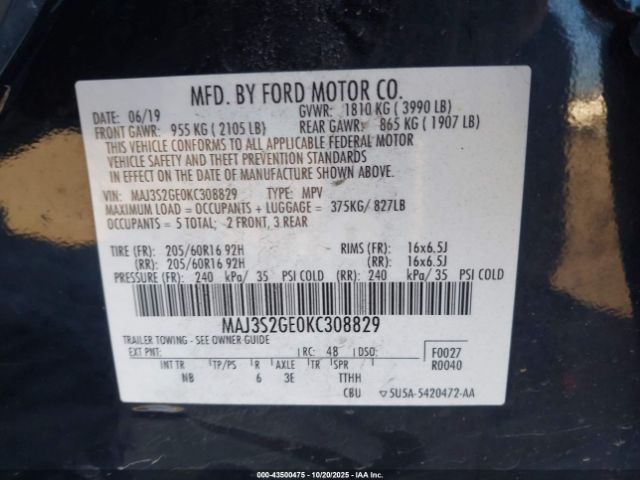 MFD. BY FORD MOTOR CO.
DATE: 06/19 GVWR: 1810 KG ( 3990 LB)
FRONT GAWR: 955 KG ( 2105 LB) REAR GAWR: 865 KG ( 1907 LB)
THIS VEHICLE CONFORMS TO ALL APPLICABLE FEDERAL MOTOR
VEHICLE SAFETY AND THEFT PREVENTION STANDARDS
IN EFFECT ON THE DATE OF MANUFACTURE SHOWN ABOVE.
VIN: MAJ3S2GE0KC308829 TYPE: MPV
MAXIMUM LOAD = OCCUPANTS + LUGGAGE = 375KG/ 827LB
OCCUPANTS = 5 TOTAL; 2 FRONT, 3 REAR
TIRE (FR): 205/60R16 92H RIMS (FR): 16x6.5J
(RR): 205/60R16 92H (RR): 16x6.5J
PRESSURE (FR): 240 kPa/ 35 PSI COLD (RR): 240 kPa/ 35 PSI COLD
MAJ3S2GE0KC308829
TRAILER TOWING - SEE OWNER GUIDE
EXT PNT: RC: 48 DSO: F0027
INT TR TP/PS R AXLE TR SPR R0040
NB 6 3E TTHH
CBU ▽SU5A-5420472-AA
000-43500475 - 10/20/2025 - Copyright © 2025 IAA, Inc.